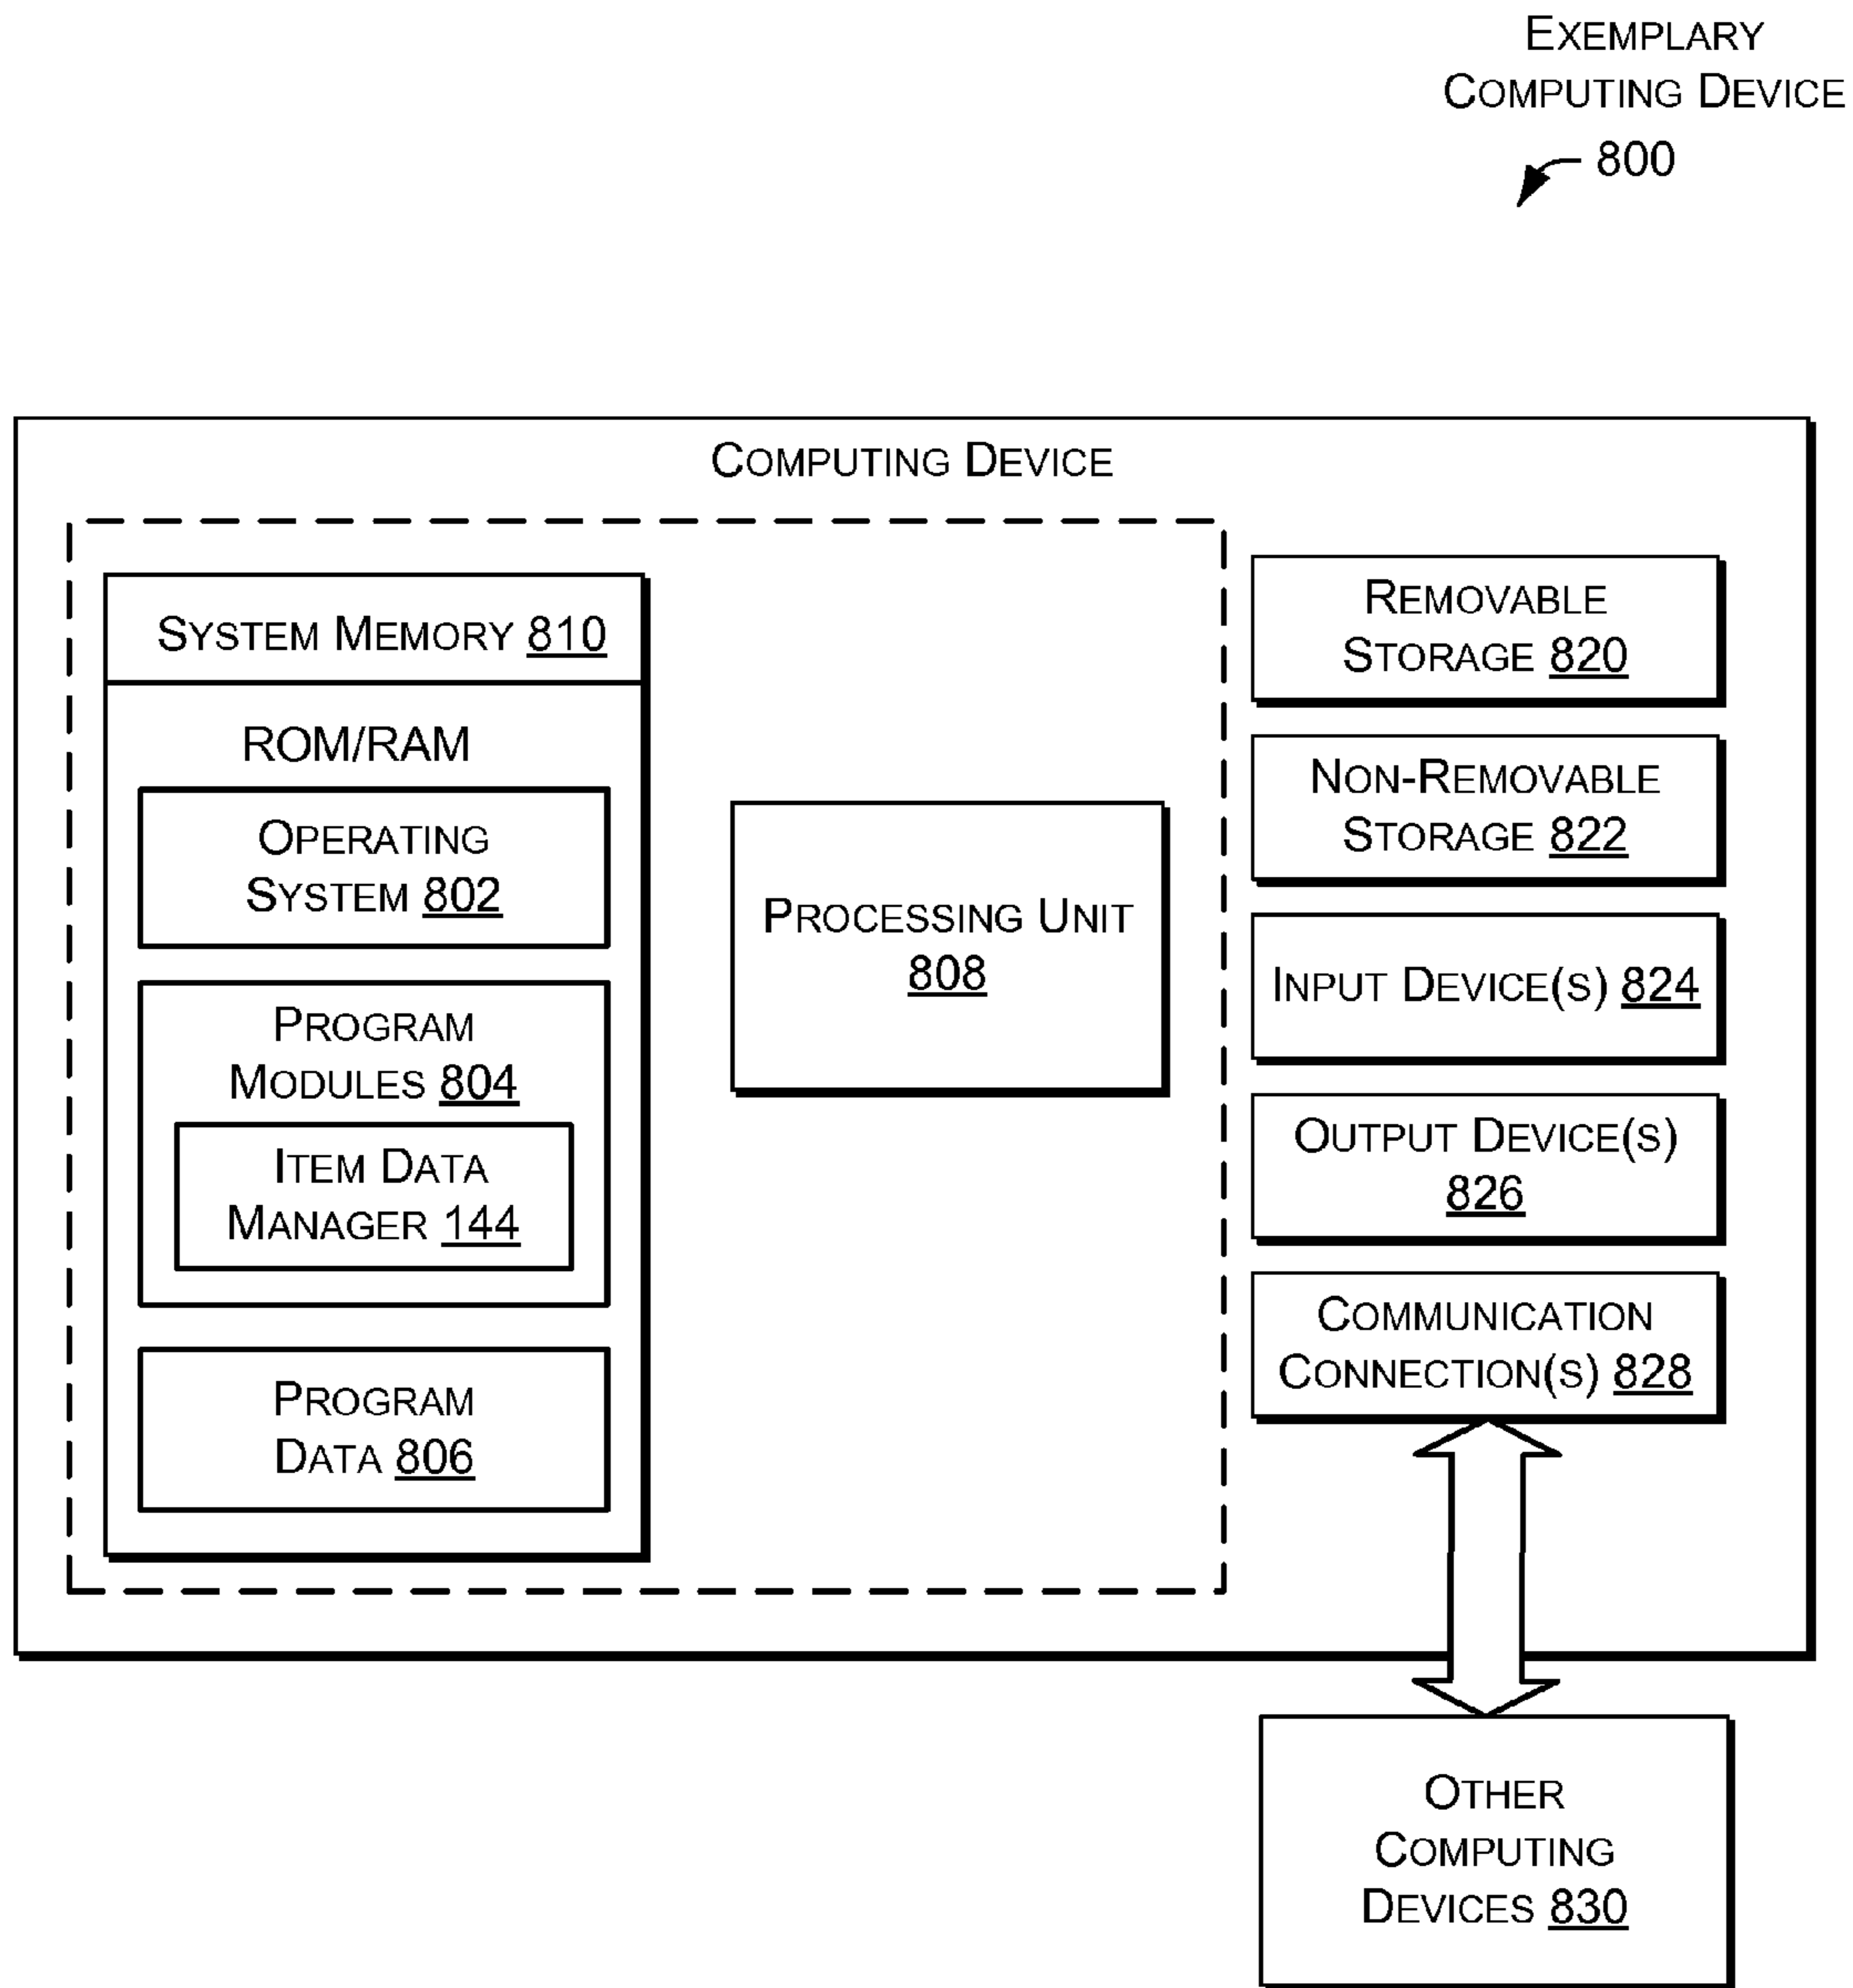 EXEMPLARY
COMPUTING DEVICE
800
COMPUTING DEVICE
SYSTEM MEMORY 810
ROM/RAM
OPERATING
SYSTEM 802
PROGRAM
MODULES 804
ITEM DATA
MANAGER 144
PROGRAM
DATA 806
PROCESSING UNIT
808
REMOVABLE
STORAGE 820
NON-REMOVABLE
STORAGE 822
INPUT DEVICE(S) 824
OUTPUT DEVICE(S)
826
COMMUNICATION
CONNECTION(S) 828
OTHER
COMPUTING
DEVICES 830